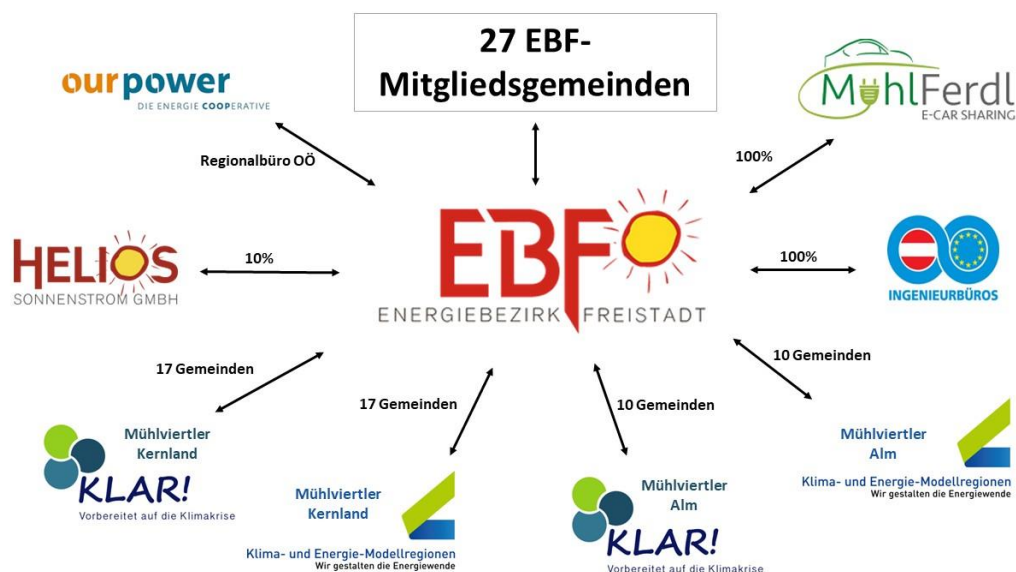 27 EBF-
Mitgliedsgemeinden
ourpower
DIE ENERGIE COOPERATIVE
MühlFerdl
E-CAR SHARING
Regionalbüro OÖ
100%
HELIOS
SONNENSTROM GMBH
10%
EBF
ENERGIEBEZIRK FREISTADT
100%
INGENIEURBÜROS
17 Gemeinden
17 Gemeinden
10 Gemeinden
10 Gemeinden
Mühlviertler
Kernland
KLAR!
Vorbereitet auf die Klimakrise
Mühlviertler
Kernland
Klima- und Energie-Modellregionen
Wir gestalten die Energiewende
Mühlviertler
Alm
KLAR!
Vorbereitet auf die Klimakrise
Mühlviertler
Alm
Klima- und Energie-Modellregionen
Wir gestalten die Energiewende